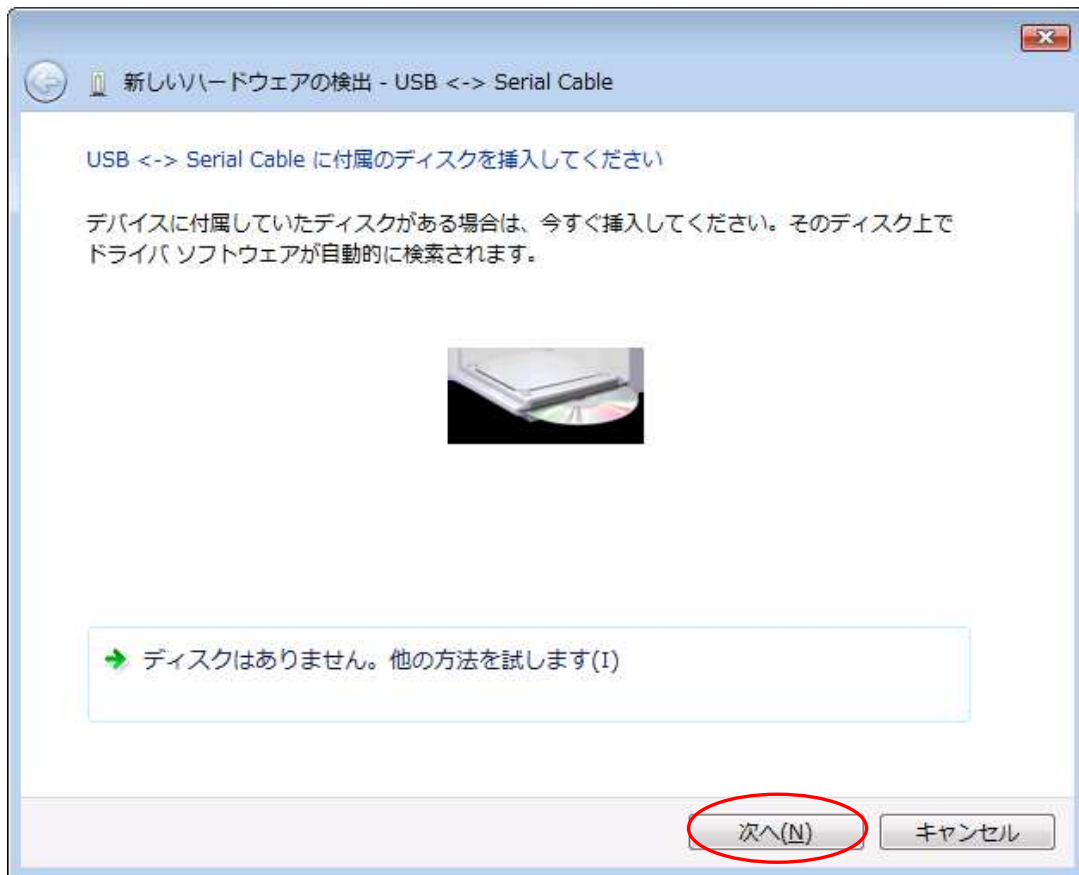 新しいハードウェアの検出 - USB <-> Serial Cable
USB <-> Serial Cable に付属のディスクを挿入してください
デバイスに付属していたディスクがある場合は、今すぐ挿入してください。そのディスク上で
ドライバ ソフトウェアが自動的に検索されます。
ディスクはありません。他の方法を試します(I)
次へ(N)
キャンセル